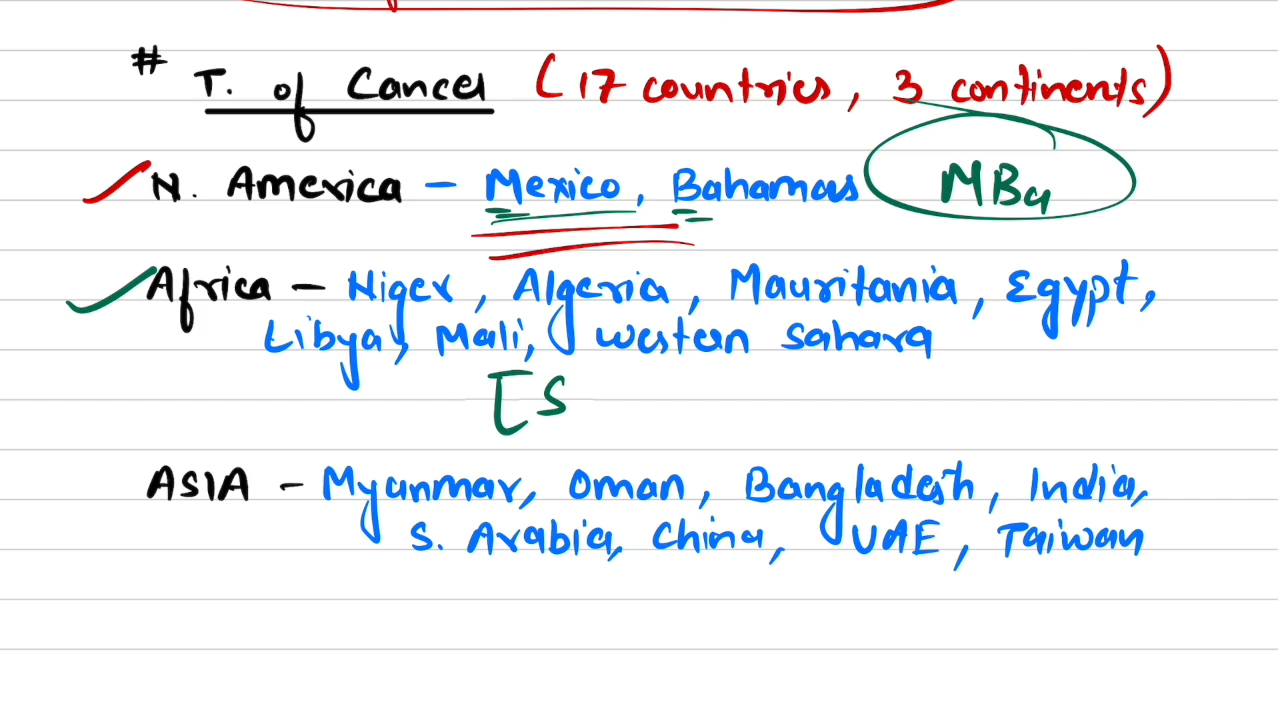 # T. of Cancel (17 countries, 3 continents)
N. America - Mexico, Bahamas MBa
Africa - Niger, Algeria, Mauritania, Egypt,
Libya, Mali, western sahara
[S
ASIA - Myanmar, Oman, Bangladesh, India,
S. Arabia, China, UAE, Taiwan